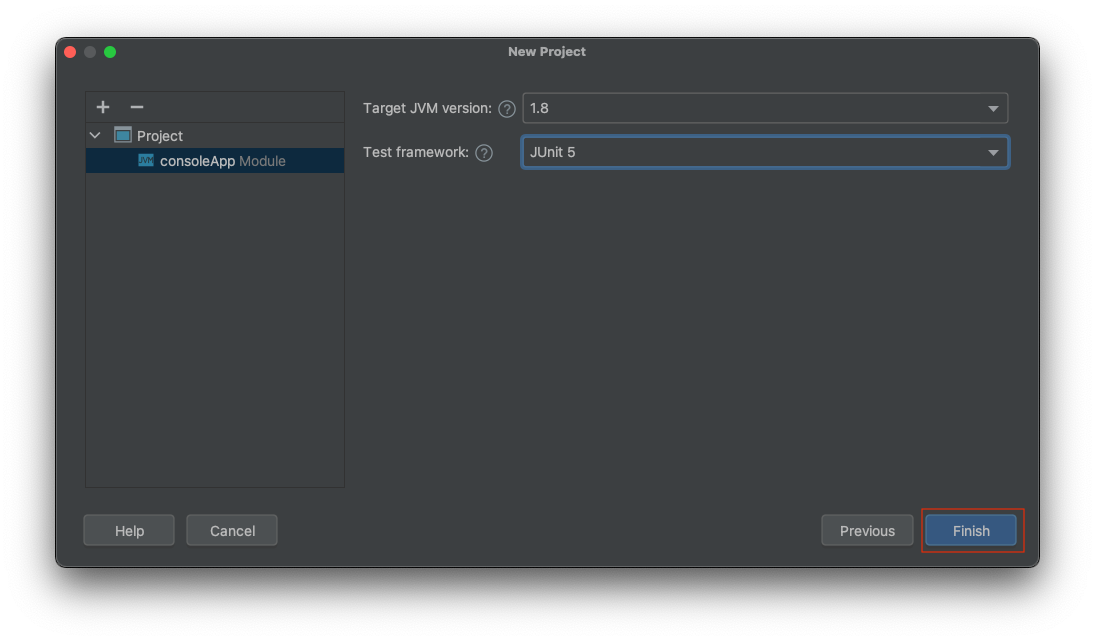 New Project
Project
JVM consoleApp Module
Target JVM version: ? 1.8
Test framework: ? JUnit 5
Help
Cancel
Previous
Finish